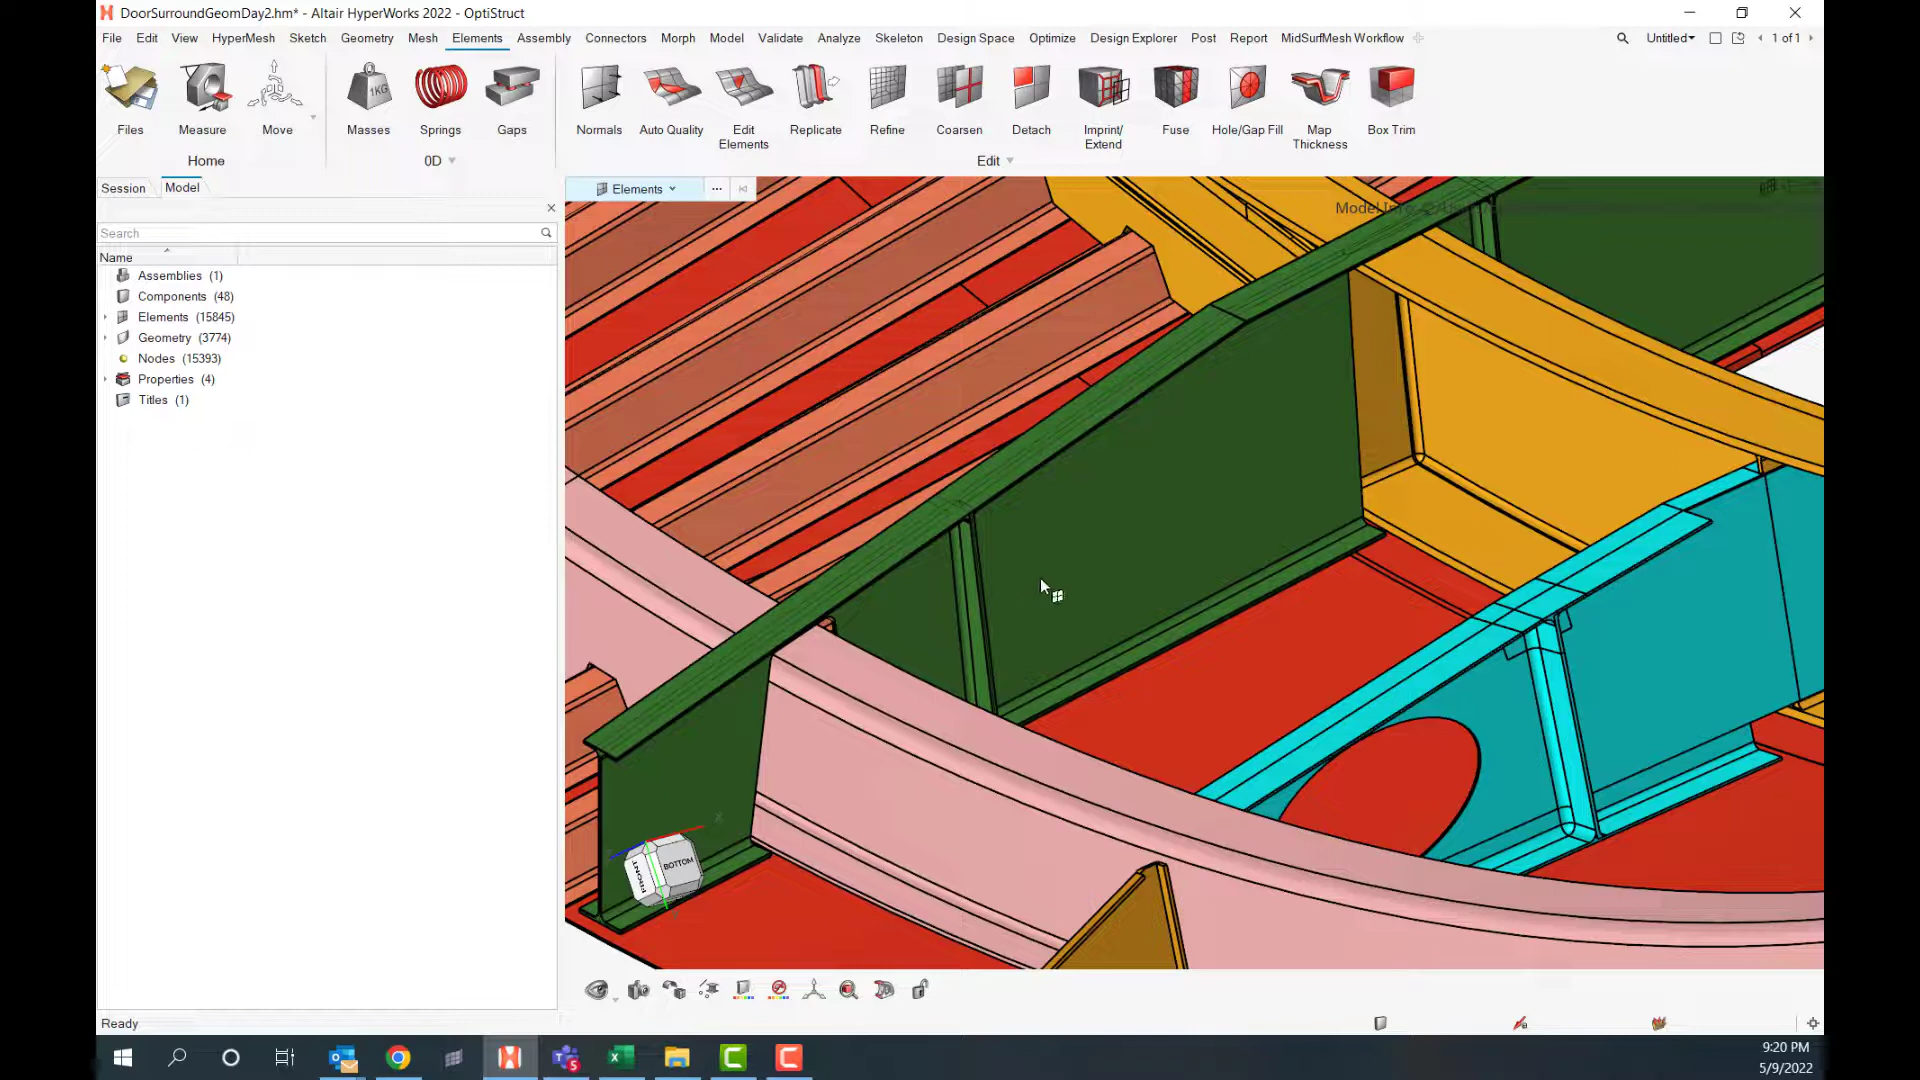 DoorSurroundGeomDay2.hm* - Altair HyperWorks 2022 - OptiStruct
File Edit View HyperMesh Sketch Geometry Mesh Elements Assembly Connectors Morph Model Validate Analyze Skeleton Design Space Optimize Design Explorer Post Report MidSurfMesh Workflow Untitled 1 of 1
1KG
Files Measure Move Masses Springs Gaps Normals Auto Quality Edit Elements Replicate Refine Coarsen Detach Imprint/ Extend Fuse Hole/Gap Fill Map Thickness Box Trim
Home 0D Edit
Session Model Elements ...
Search
Name
Assemblies (1)
Components (48)
Elements (15845)
Geometry (3774)
Nodes (15393)
Properties (4)
Titles (1)
Model
X
FRONT BOTTOM
Ready
9:20 PM
5/9/2022